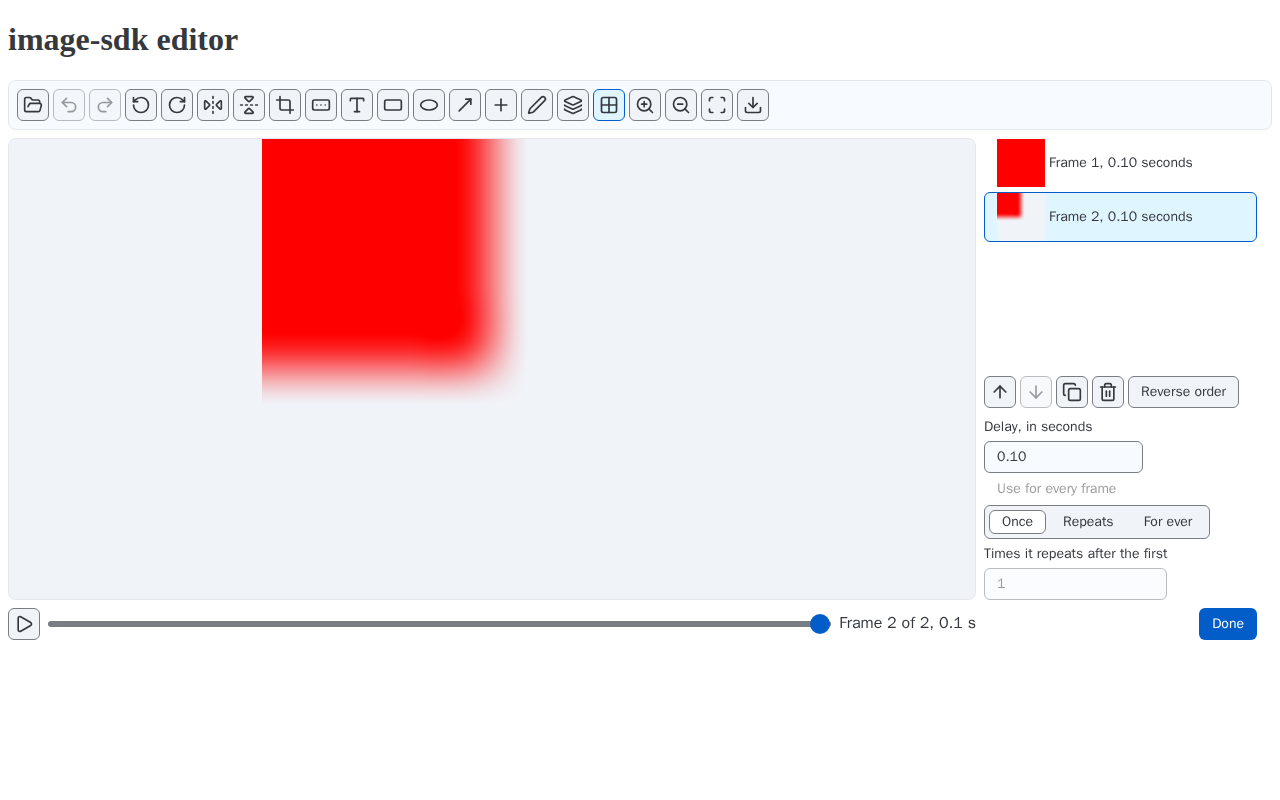 image-sdk editor
Frame 1, 0.10 seconds
Frame 2, 0.10 seconds
Reverse order
Delay, in seconds
0.10
Use for every frame
Once Repeats For ever
Times it repeats after the first
1
Frame 2 of 2, 0.1 s
Done